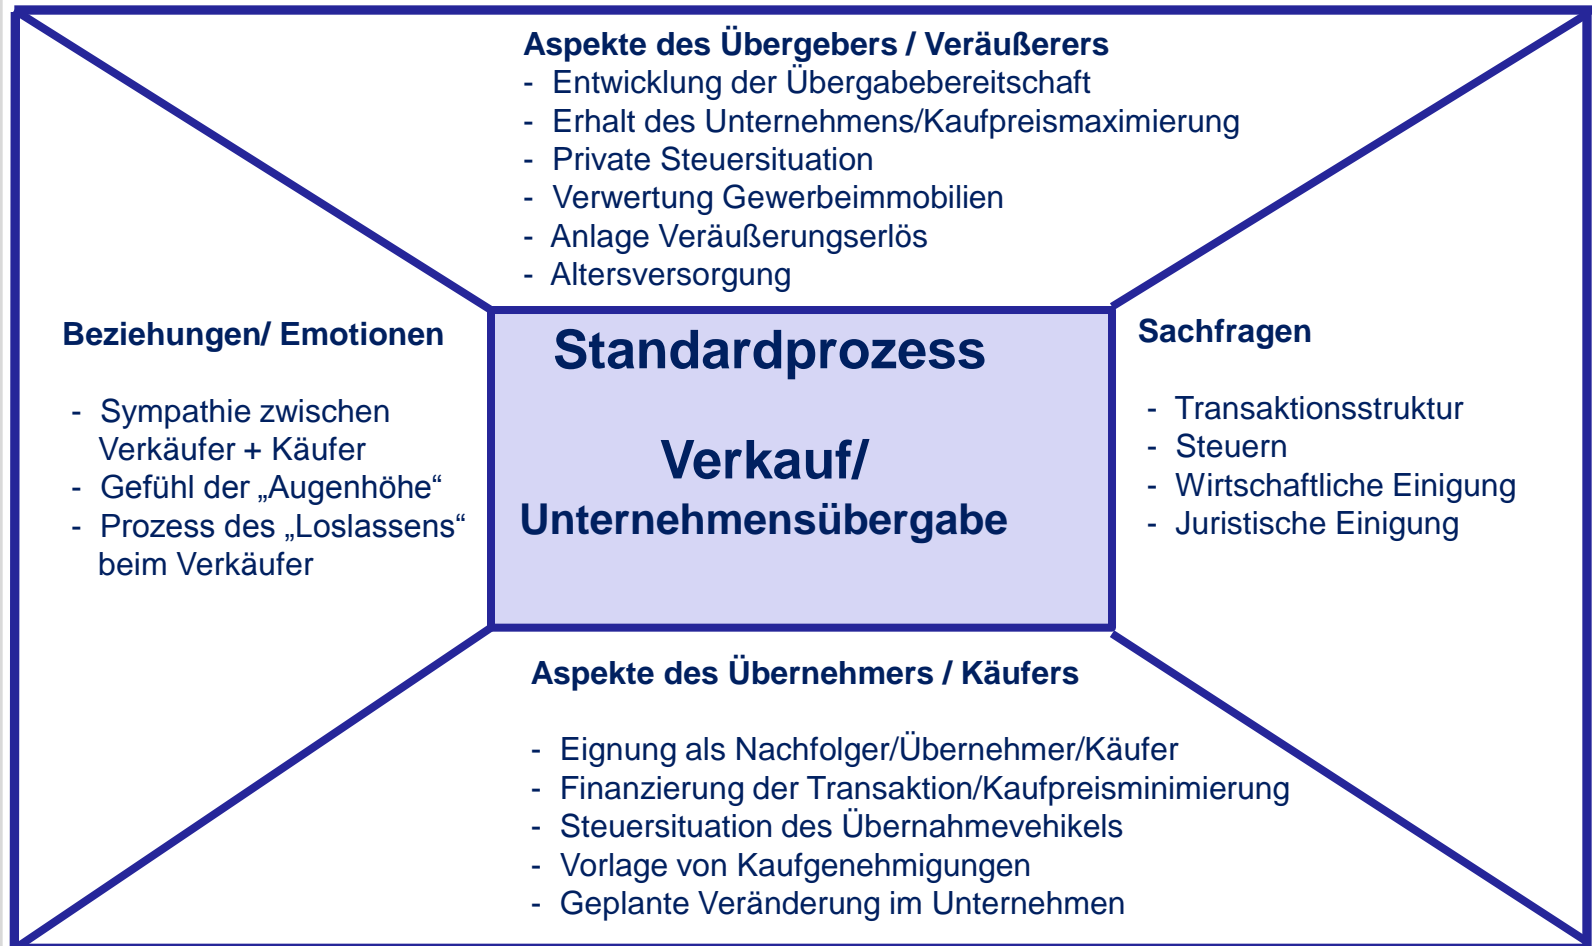 Aspekte des Übergebers / Veräußerers
- Entwicklung der Übergabebereitschaft
- Erhalt des Unternehmens/Kaufpreismaximierung
- Private Steuersituation
- Verwertung Gewerbeimmobilien
- Anlage Veräußerungserlös
- Altersversorgung
Beziehungen/ Emotionen
- Sympathie zwischen
Verkäufer + Käufer
- Gefühl der „Augenhöhe“
- Prozess des „Loslassens“
beim Verkäufer
Standardprozess
Verkauf/
Unternehmensübergabe
Sachfragen
- Transaktionsstruktur
- Steuern
- Wirtschaftliche Einigung
- Juristische Einigung
Aspekte des Übernehmers / Käufers
- Eignung als Nachfolger/Übernehmer/Käufer
- Finanzierung der Transaktion/Kaufpreisminimierung
- Steuersituation des Übernahmevehikels
- Vorlage von Kaufgenehmigungen
- Geplante Veränderung im Unternehmen